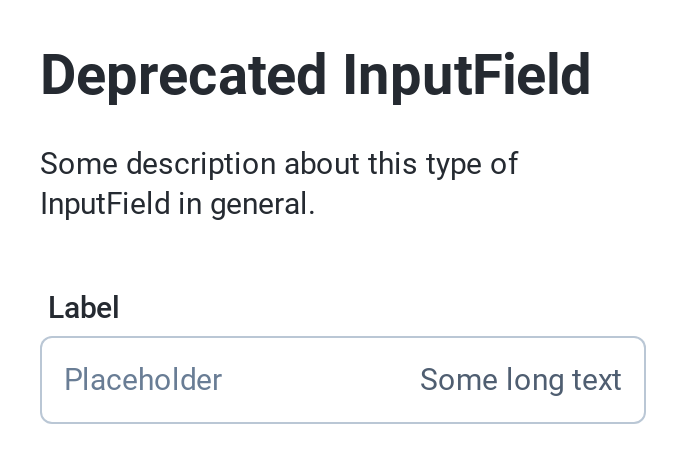 Deprecated InputField
Some description about this type of
InputField in general.
Label
Placeholder Some long text